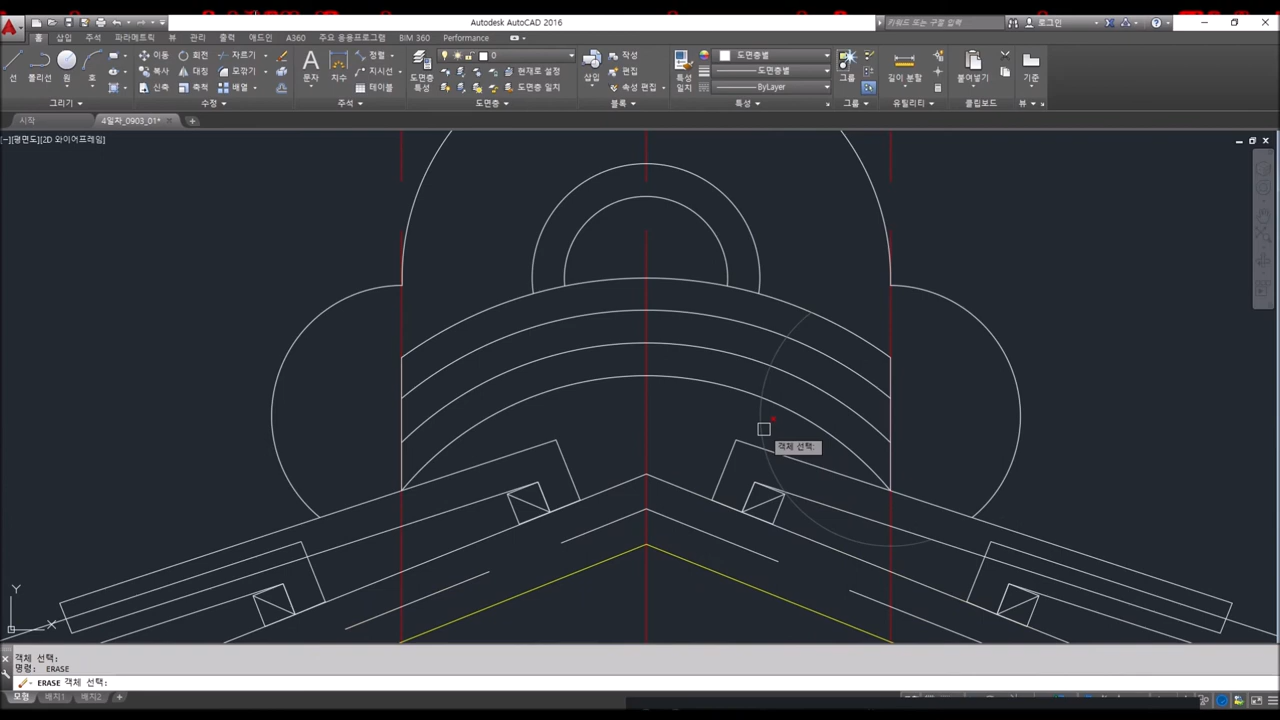 Autodesk AutoCAD 2016
키워드 또는 구절 입력
로그인
홈 삽입 주석 파라메트릭 뷰 관리 출력 애드인 A360 주요 응용프로그램 BIM 360 Performance
선 폴리선 원 호
이동 회전 자르기
복사 대칭 모깎기
신축 축척 배열
문자 치수
정렬
지시선
테이블
도면층 특성
0
현재로 설정
도면층 일치
삽입
작성
편집
속성 편집
특성 일치
도면층별
도면층별
ByLayer
그룹
길이 분할
붙여넣기
기준
그리기 수정 주석 도면층 블록 특성 그룹 유틸리티 클립보드 뷰
시작 4일차_0903_01*
[−][평면도][2D 와이어프레임]
객체 선택:
Y
X
객체 선택:
명령: ERASE
ERASE 객체 선택:
모형 배치1 배치2